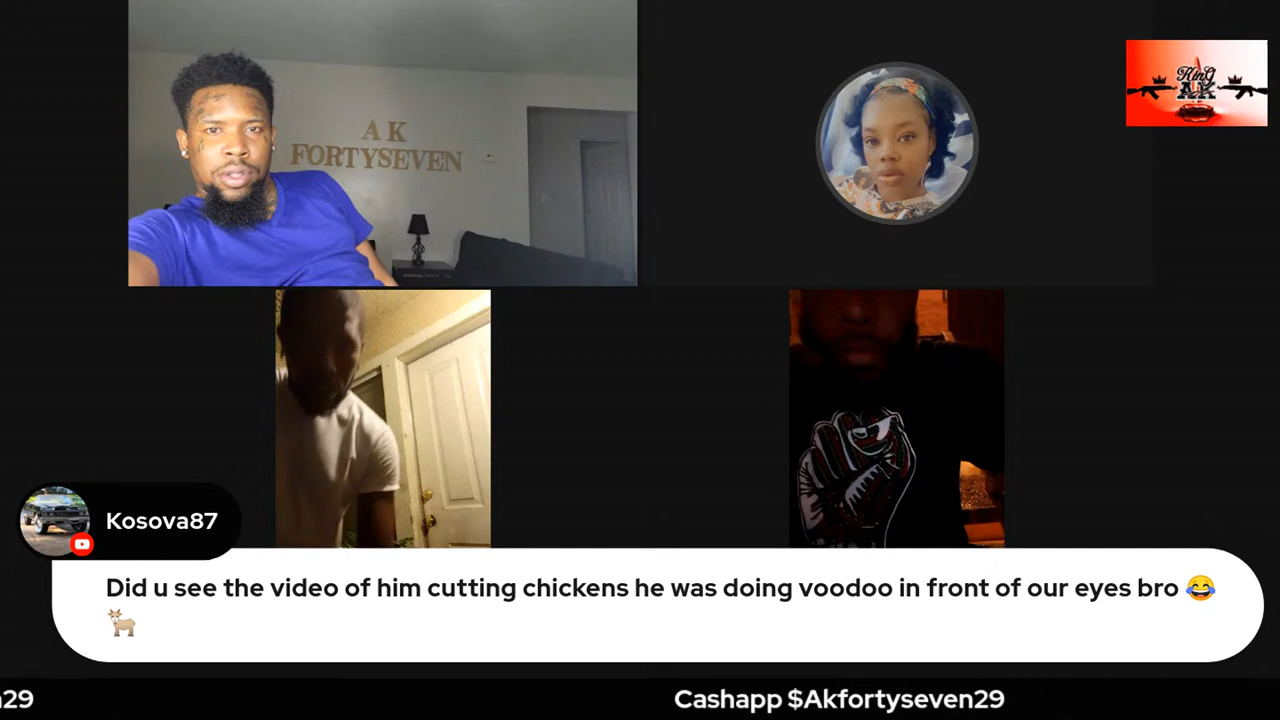 A K
FORTYSEVEN
KinG
AK
Kosova87
Did u see the video of him cutting chickens he was doing voodoo in front of our eyes bro 😂
🐐
29
Cashapp $Akfortyseven29